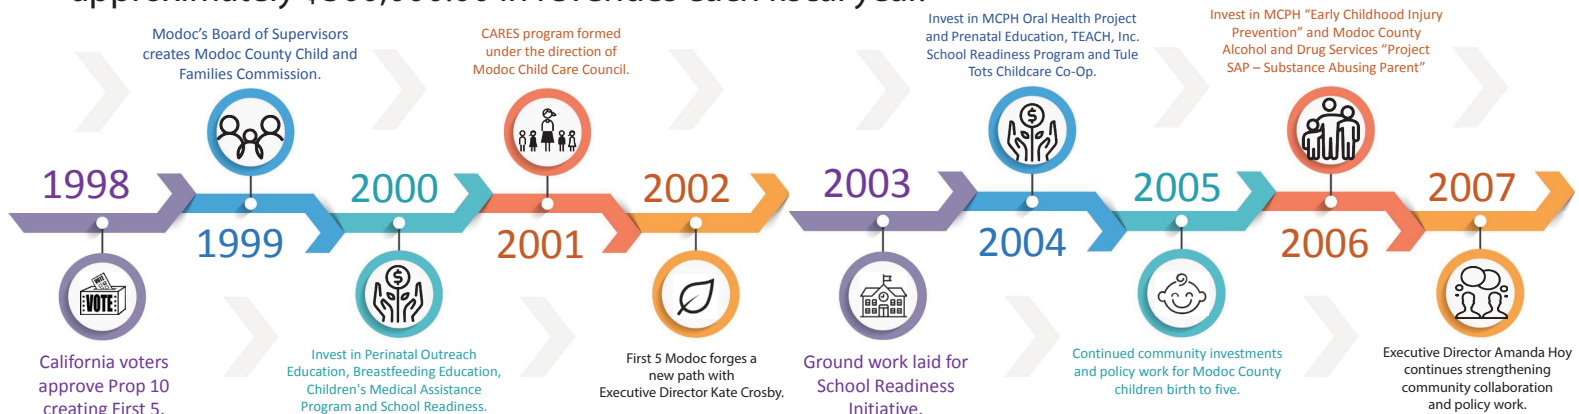 Modoc's Board of Supervisors
creates Modoc County Child and
Families Commission.
CARES program formed
under the direction of
Modoc Child Care Council.
Invest in MCPH Oral Health Project
and Prenatal Education, TEACH, Inc.
School Readiness Program and Tule
Tots Childcare Co-Op.
Invest in MCPH “Early Childhood Injury
Prevention” and Modoc County
Alcohol and Drug Services “Project
SAP – Substance Abusing Parent”
1998
1999
2000
2001
2002
2003
2004
2005
2006
2007
VOTE
California voters
approve Prop 10
creating First 5.
Invest in Perinatal Outreach
Education, Breastfeeding Education,
Children's Medical Assistance
Program and School Readiness.
First 5 Modoc forges a
new path with
Executive Director Kate Crosby.
Ground work laid for
School Readiness
Initiative.
Continued community investments
and policy work for Modoc County
children birth to five.
Executive Director Amanda Hoy
continues strengthening
community collaboration
and policy work.